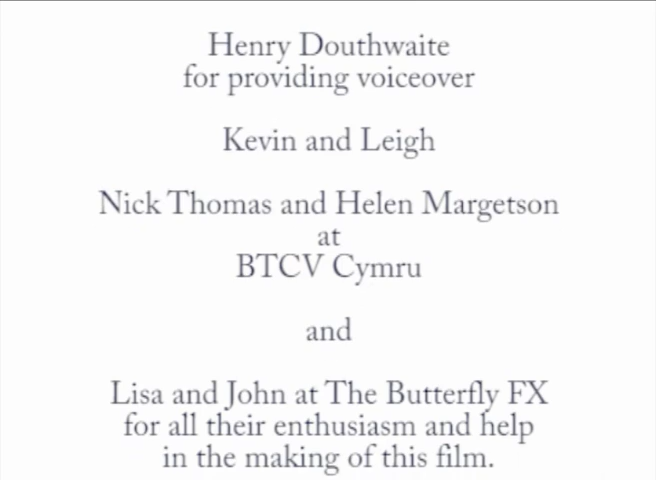 Henry Douthwaite
for providing voiceover
Kevin and Leigh
Nick Thomas and Helen Margetson
at
BTCV Cymru
and
Lisa and John at The Butterfly FX
for all their enthusiasm and help
in the making of this film.